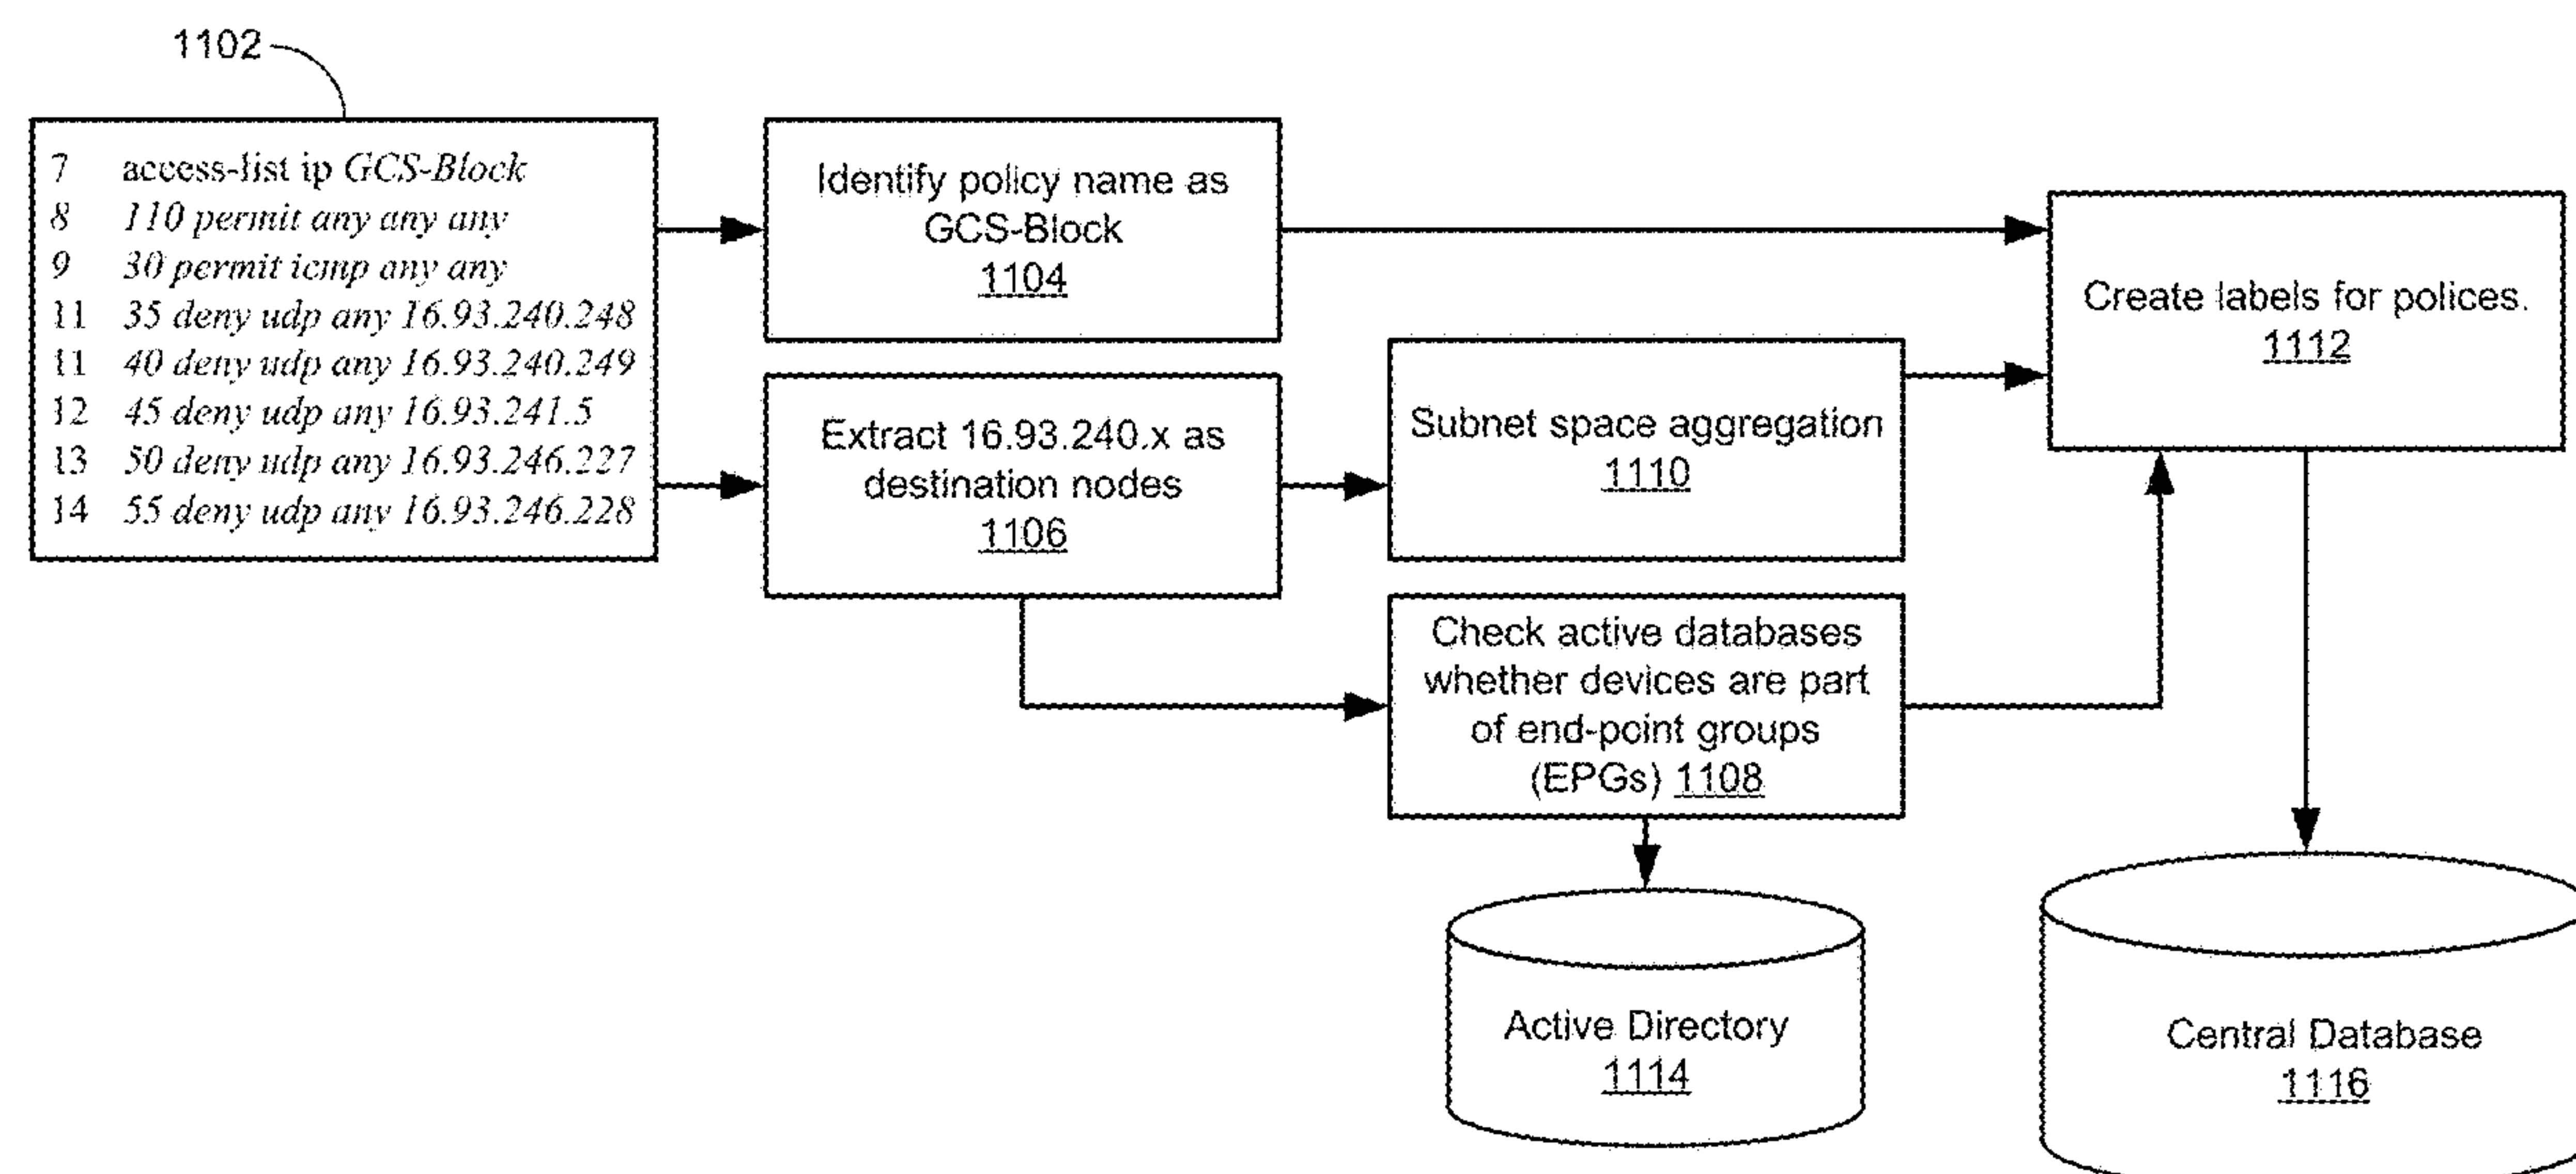 1102
7 access-list ip GCS-Block
8 110 permit any any any
9 30 permit icmp any any
11 35 deny udp any 16.93.240.248
11 40 deny udp any 16.93.240.249
12 45 deny udp any 16.93.241.5
13 50 deny udp any 16.93.246.227
14 55 deny udp any 16.93.246.228
Identify policy name as
GCS-Block
1104
Extract 16.93.240.x as
destination nodes
1106
Subnet space aggregation
1110
Check active databases
whether devices are part
of end-point groups
(EPGs) 1108
Create labels for polices.
1112
Active Directory
1114
Central Database
1116